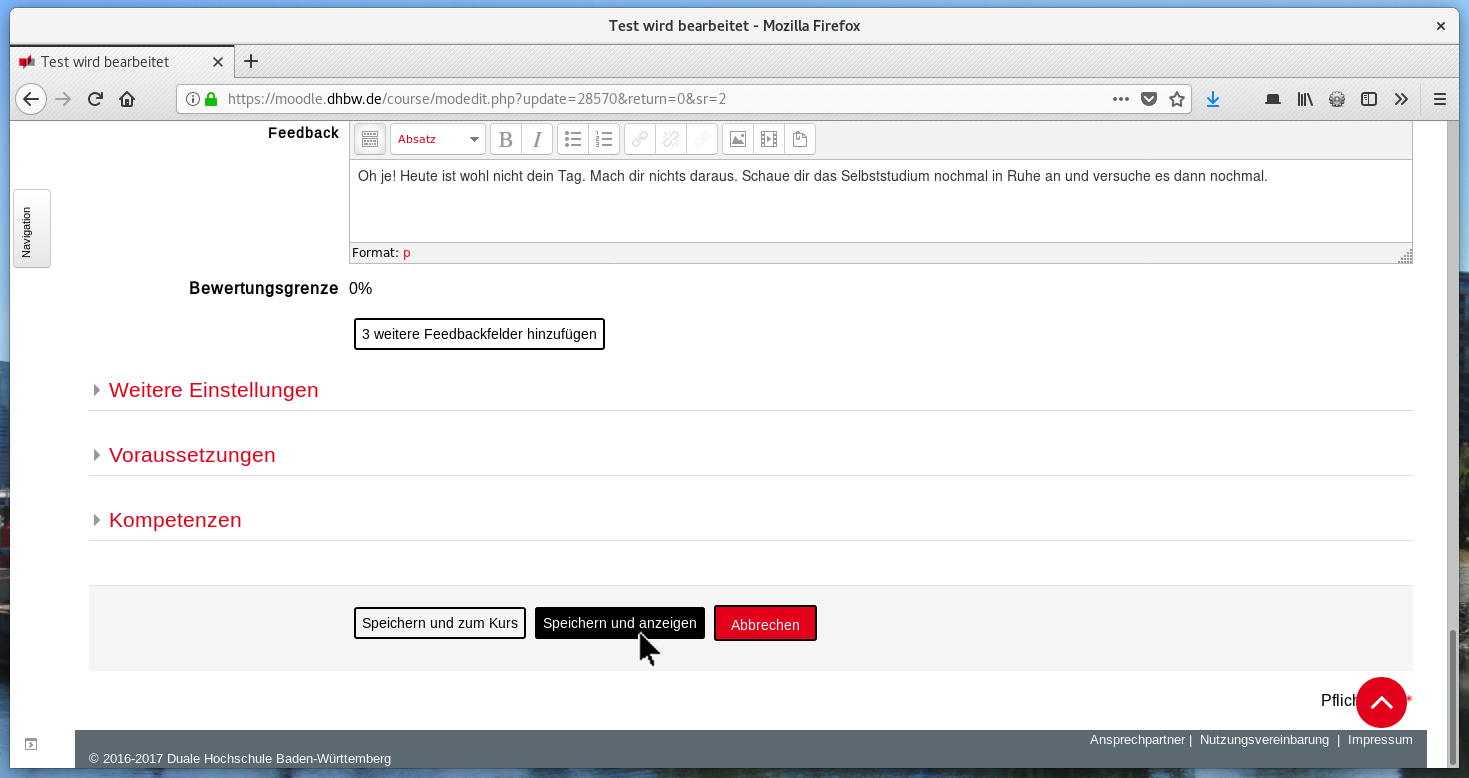 Test wird bearbeitet - Mozilla Firefox
Test wird bearbeitet
https://moodle.dhbw.de/course/modedit.php?update=28570&return=0&sr=2
Feedback
Absatz
B I
Oh je! Heute ist wohl nicht dein Tag. Mach dir nichts daraus. Schaue dir das Selbststudium nochmal in Ruhe an und versuche es dann nochmal.
Navigation
Format: p
Bewertungsgrenze 0%
3 weitere Feedbackfelder hinzufügen
Weitere Einstellungen
Voraussetzungen
Kompetenzen
Speichern und zum Kurs Speichern und anzeigen Abbrechen
*
Ansprechpartner | Nutzungsvereinbarung | Impressum
© 2016-2017 Duale Hochschule Baden-Württemberg